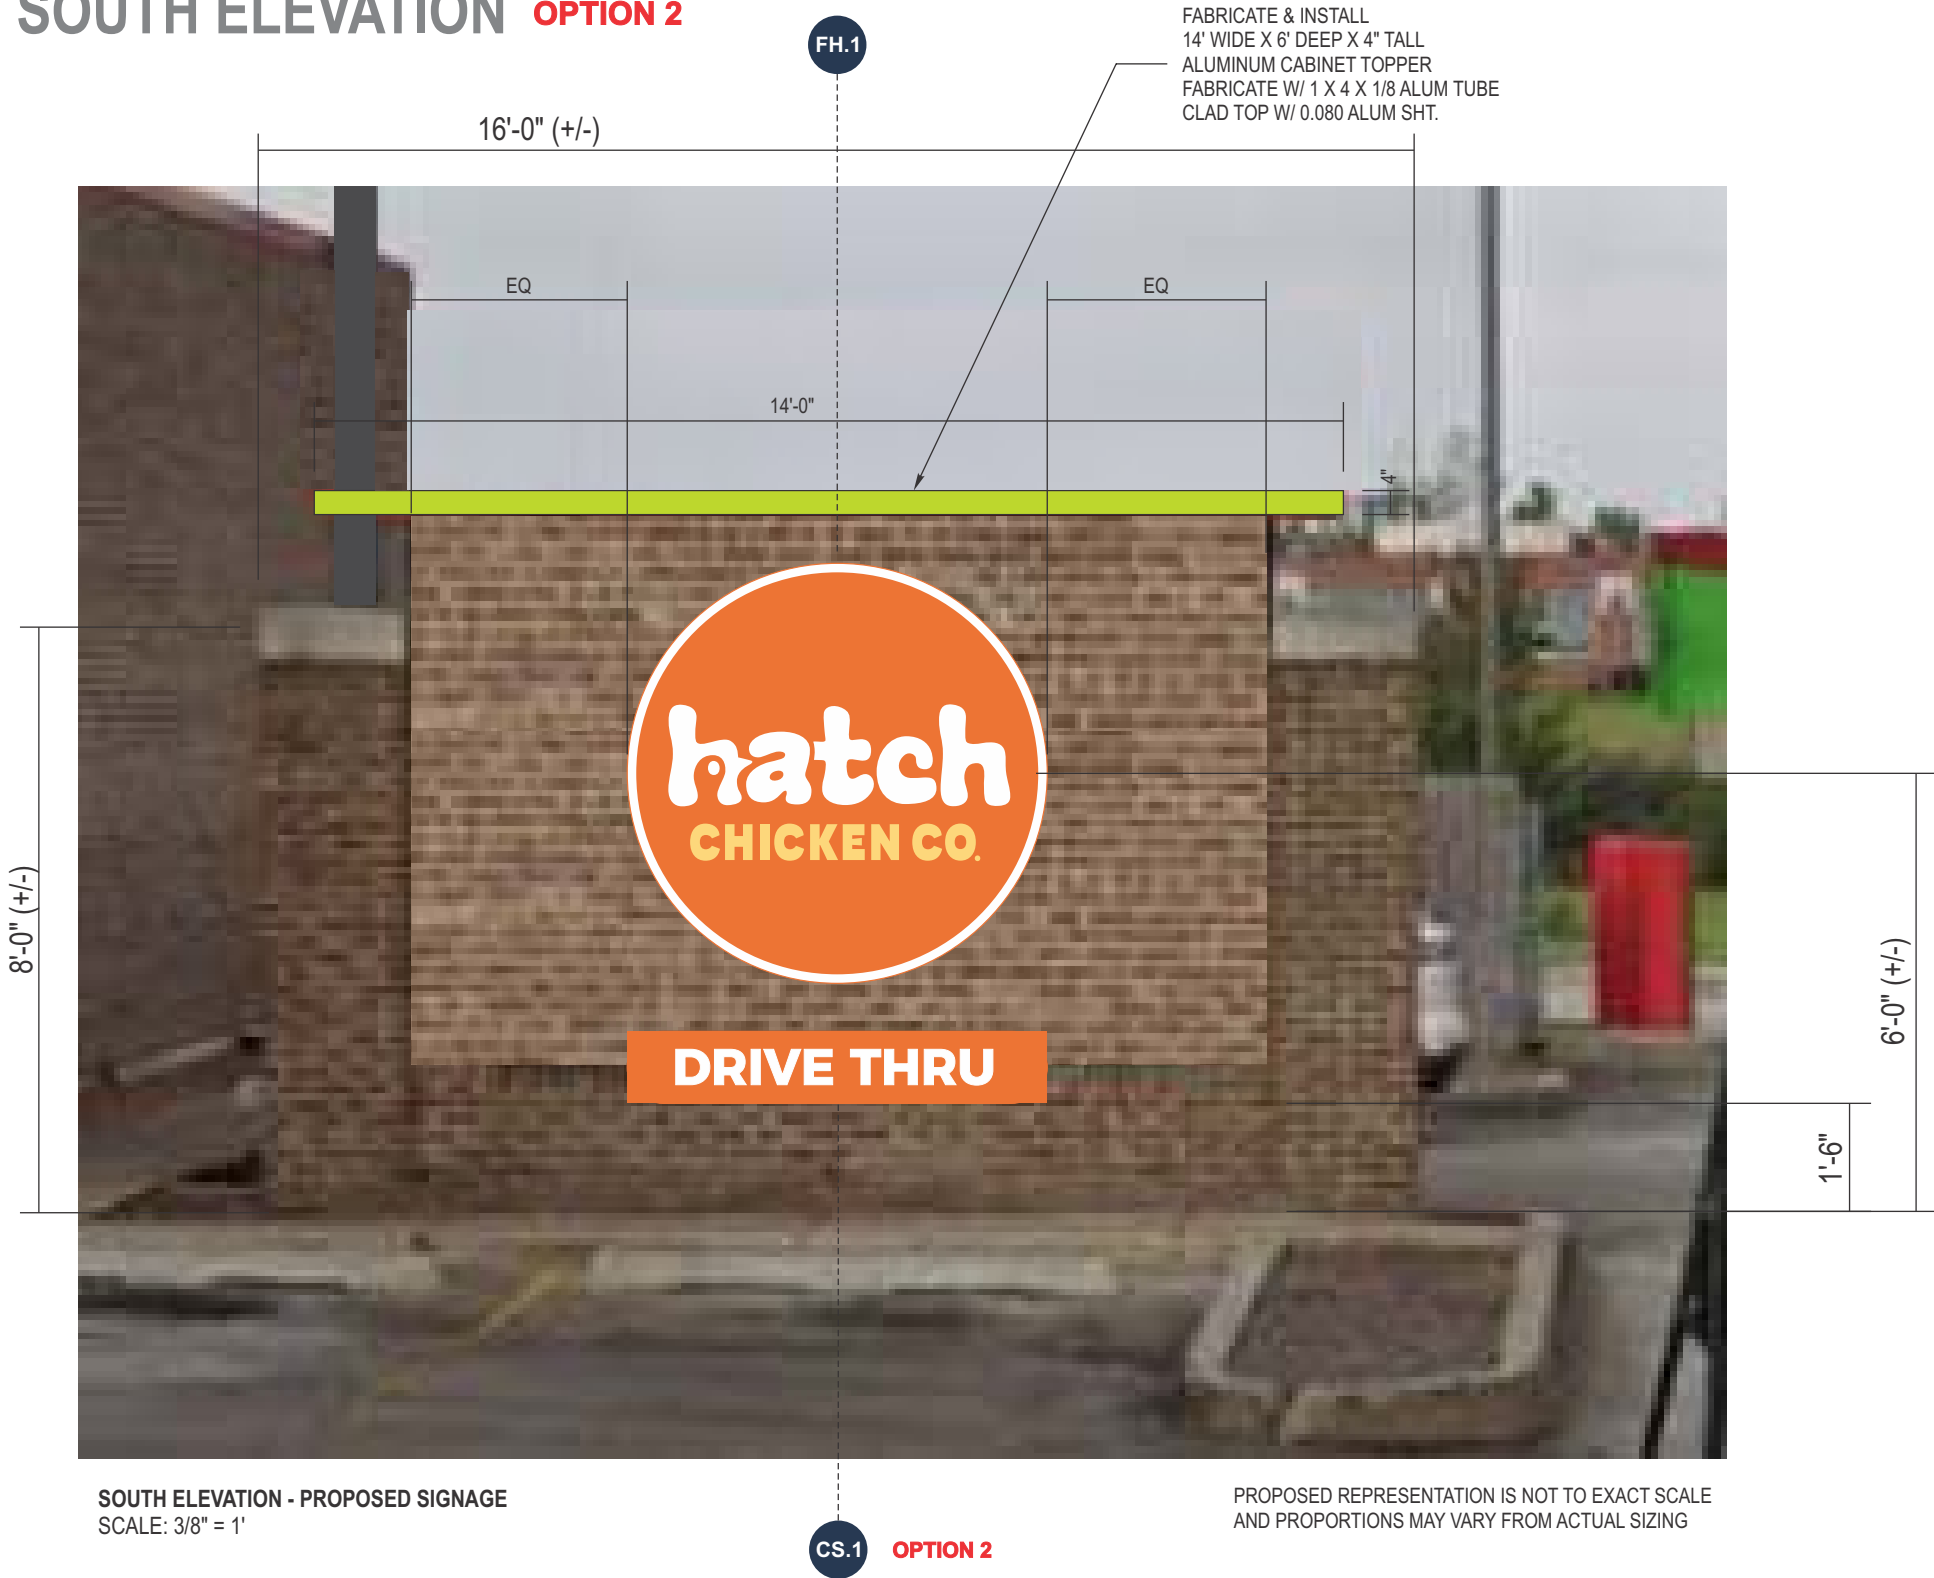 SOUTH ELEVATION OPTION 2
FH.1
FABRICATE & INSTALL
14' WIDE X 6' DEEP X 4" TALL
ALUMINUM CABINET TOPPER
FABRICATE W/ 1 X 4 X 1/8 ALUM TUBE
CLAD TOP W/ 0.080 ALUM SHT.
16'-0" (+/-)
EQ
EQ
14'-0"
4"
hatch
CHICKEN CO.
DRIVE THRU
8'-0" (+/-)
6'-0" (+/-)
1'-6"
SOUTH ELEVATION - PROPOSED SIGNAGE
SCALE: 3/8" = 1'
PROPOSED REPRESENTATION IS NOT TO EXACT SCALE
AND PROPORTIONS MAY VARY FROM ACTUAL SIZING
CS.1 OPTION 2